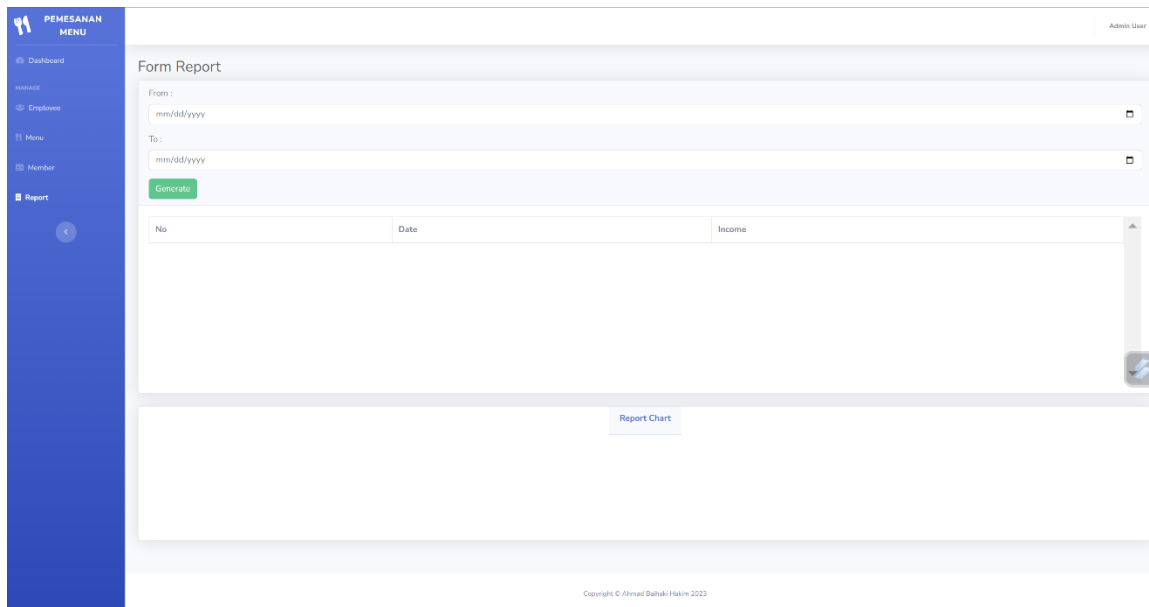 PEMESANAN
MENU
Admin User
Dashboard
MANAGE
Employee
Menu
Member
Report
Form Report
From :
mm/dd/yyyy
To :
mm/dd/yyyy
Generate
No Date Income
Report Chart
Copyright © Ahmad Baihaki Hakim 2023